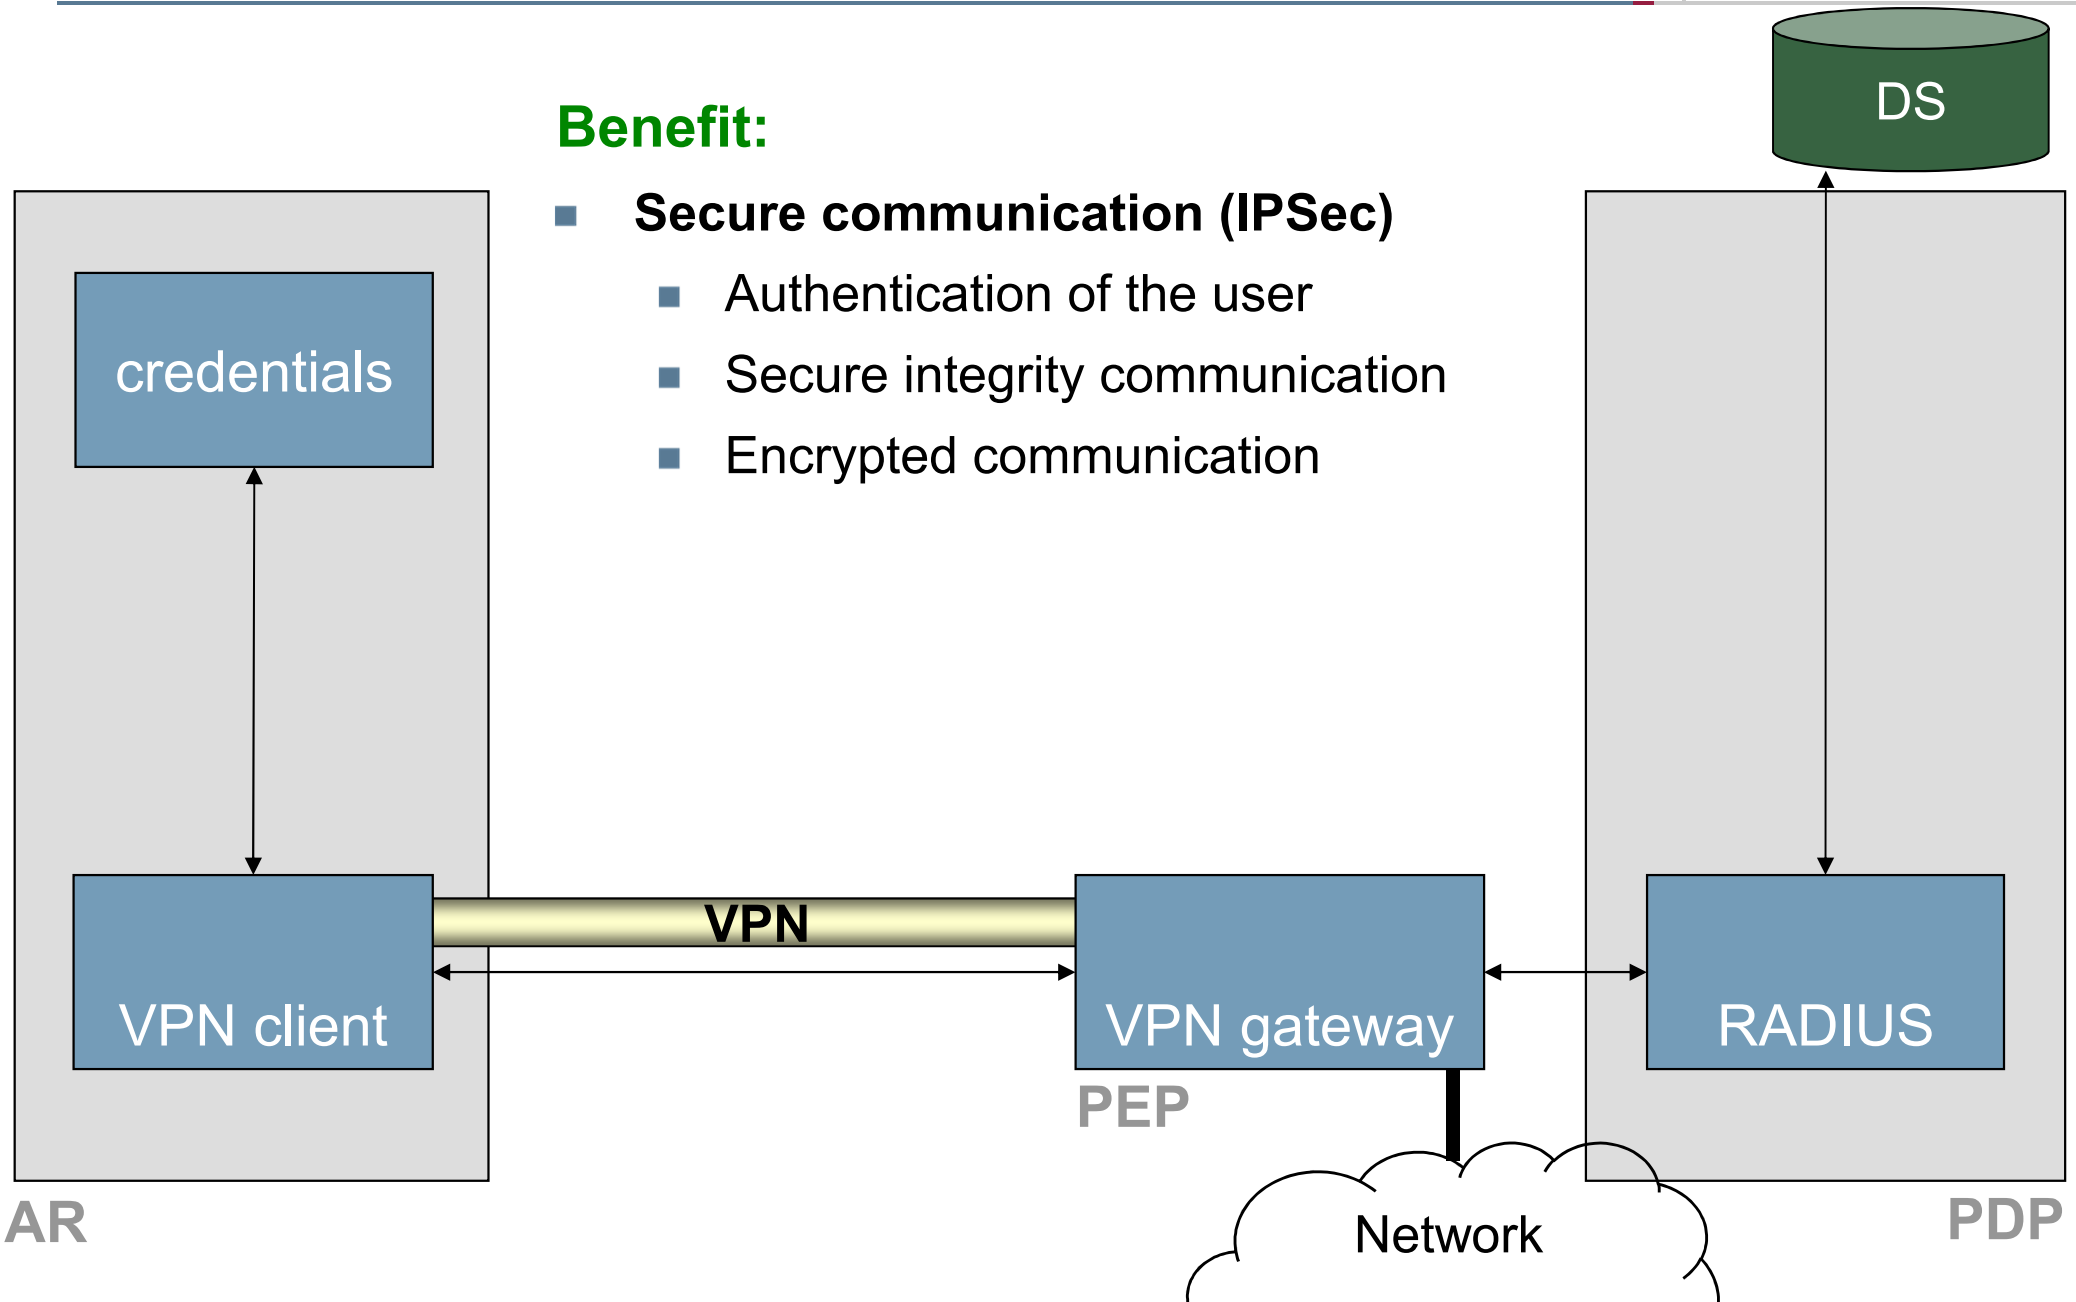 DS
Benefit:
Secure communication (IPSec)
Authentication of the user
Secure integrity communication
Encrypted communication
credentials
VPN
VPN client
VPN gateway
RADIUS
PEP
AR
Network
PDP